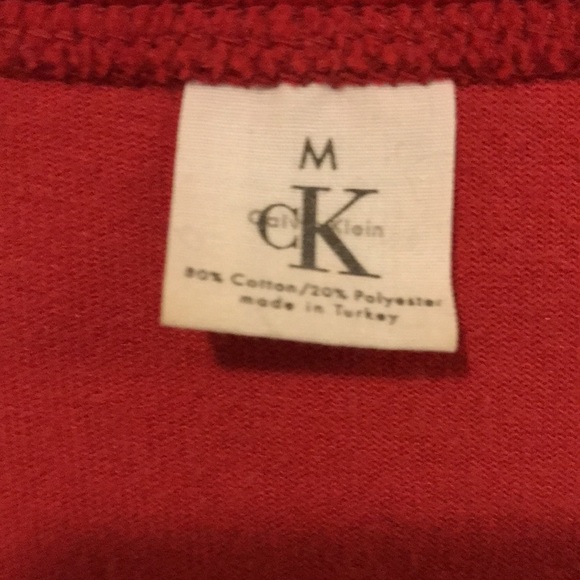 M
cK
Calvin Klein
80% Cotton/20% Polyester
made in Turkey